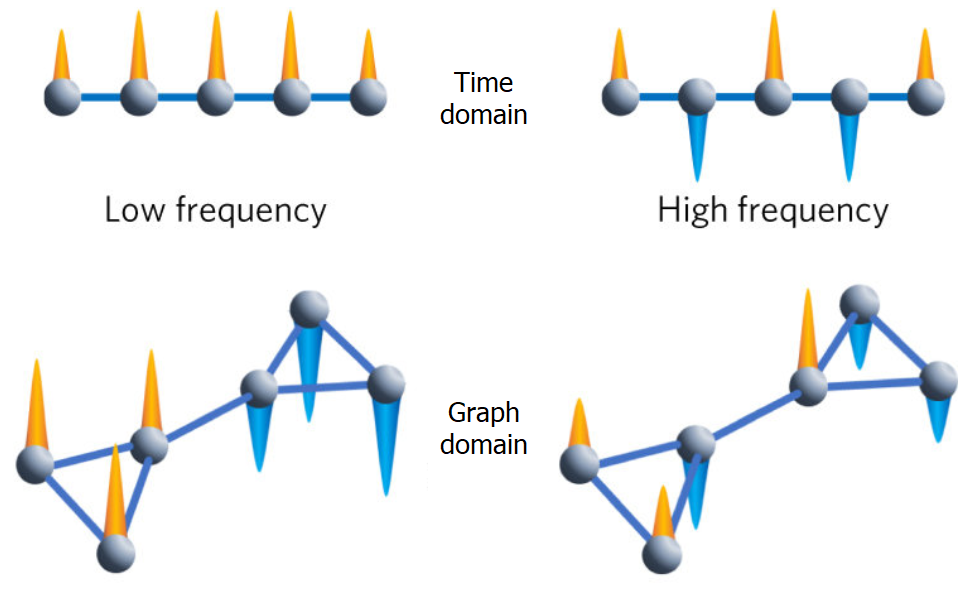 Time
domain
Low frequency
High frequency
Graph
domain